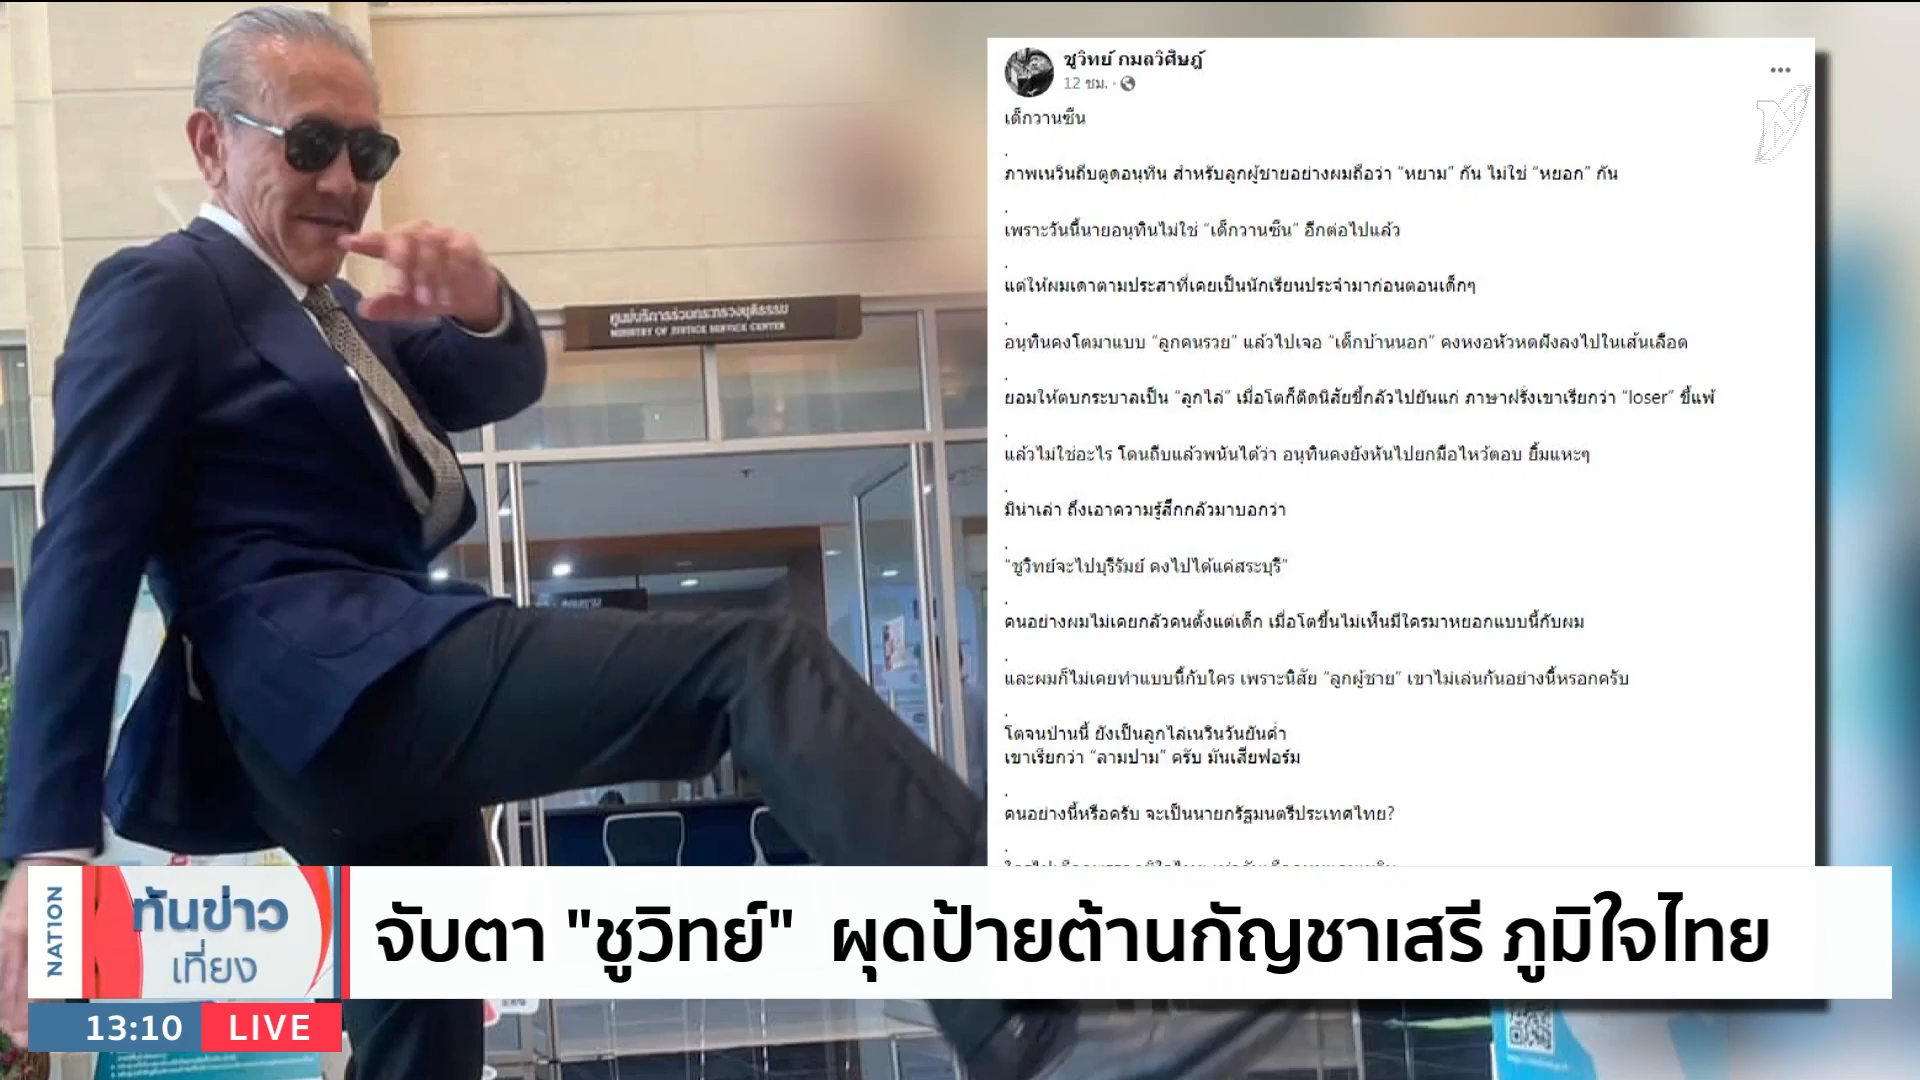 ชูวิทย์ กมลวิศิษฎ์
12 ชม.
เด็กวานซืน
.
ภาพเนวินถีบตูดอนุทิน สำหรับลูกผู้ชายอย่างผมถือว่า “หยาม” กัน ไม่ใช่ “หยอก” กัน
.
เพราะวันนี้นายอนุทินไม่ใช่ “เด็กวานซืน” อีกต่อไปแล้ว
.
แต่ให้ผมเดาตามประสาที่เคยเป็นนักเรียนประจำมาก่อนตอนเด็กๆ
.
อนุทินคงโตมาแบบ “ลูกคนรวย” แล้วไปเจอ “เด็กบ้านนอก” คงหงอหัวหดฝังลงไปในเส้นเลือด
.
ยอมให้ตบกระบาลเป็น “ลูกไล่” เมื่อโตก็ติดนิสัยขี้กลัวไปยันแก่ ภาษาฝรั่งเขาเรียกว่า “loser” ขี้แพ้
.
แล้วไม่ใช่อะไร โดนถีบแล้วพนันได้ว่า อนุทินคงยังหันไปยกมือไหว้ตอบ ยิ้มแหะๆ
.
มิน่าเล่า ถึงเอาความรู้สึกกลัวมาบอกว่า
.
“ชูวิทย์จะไปบุรีรัมย์ คงไปได้แค่สระบุรี”
.
คนอย่างผมไม่เคยกลัวคนตั้งแต่เด็ก เมื่อโตขึ้นไม่เห็นมีใครมาหยอกแบบนี้กับผม
.
และผมก็ไม่เคยทำแบบนี้กับใคร เพราะนิสัย “ลูกผู้ชาย” เขาไม่เล่นกันอย่างนี้หรอกครับ
.
โตจนป่านนี้ ยังเป็นลูกไล่เนวินวันยันค่ำ
เขาเรียกว่า “ลามปาม” ครับ มันเสียฟอร์ม
.
คนอย่างนี้หรือครับ จะเป็นนายกรัฐมนตรีประเทศไทย?
.
ศูนย์บริการร่วมกระทรวงยุติธรรม
MINISTRY OF JUSTICE SERVICE CENTER
NATION
ทันข่าว
เที่ยง
จับตา "ชูวิทย์" ผุดป้ายต้านกัญชาเสรี ภูมิใจไทย
13:10 LIVE